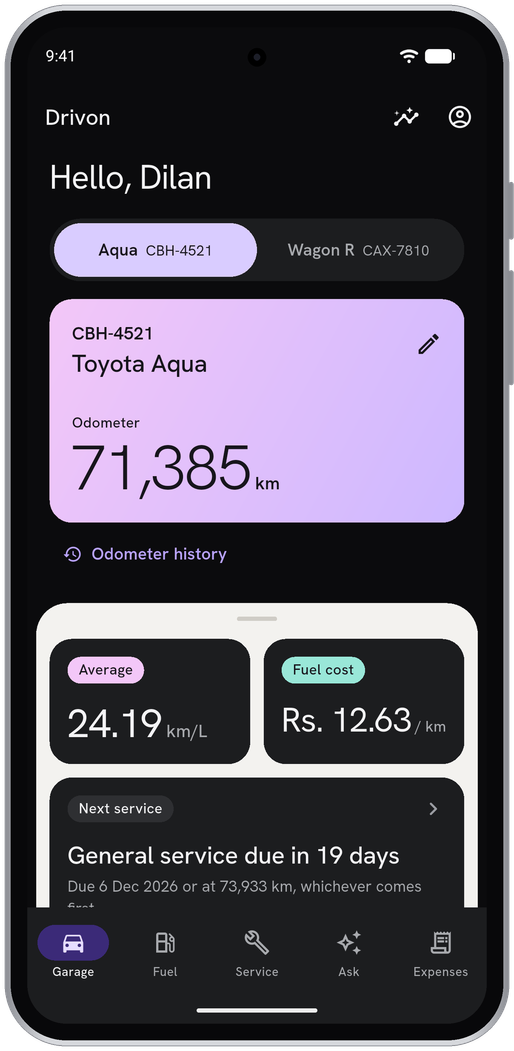 9:41
Drivon
Hello, Dilan
Aqua CBH-4521 Wagon R CAX-7810
CBH-4521
Toyota Aqua
Odometer
71,385 km
Odometer history
Average Fuel cost
24.19 km/L Rs. 12.63 / km
Next service
General service due in 19 days
Due 6 Dec 2026 or at 73,933 km, whichever comes
first
Garage Fuel Service Ask Expenses